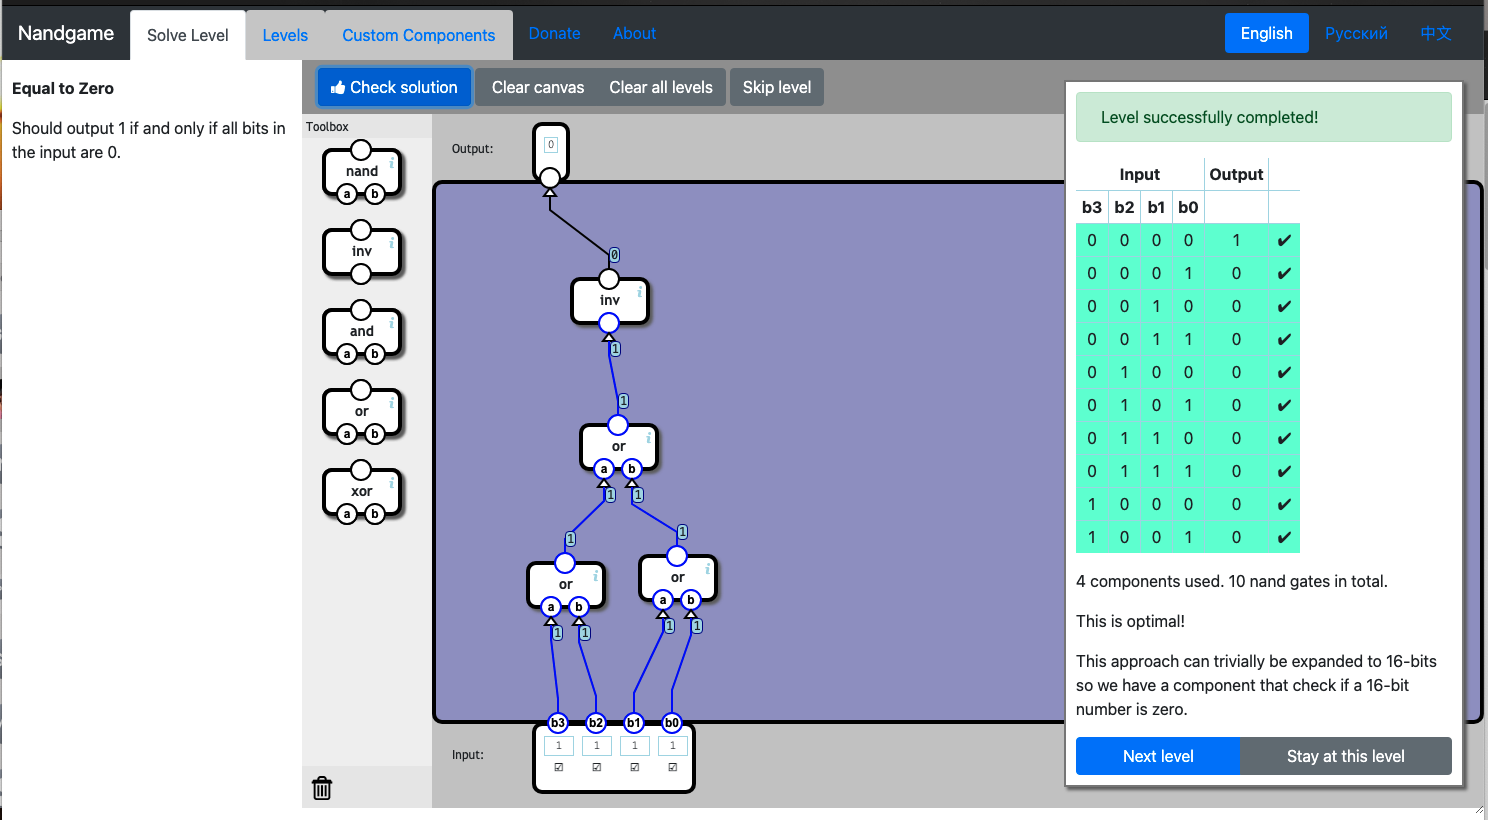 Nandgame Solve Level Levels Custom Components Donate About English Русский 中文
Equal to Zero
Should output 1 if and only if all bits in
the input are 0.
Check solution Clear canvas Clear all levels Skip level
Toolbox
nand
a b
inv
and
a b
or
a b
xor
a b
Output:
0
0
inv
1
1
or
a b
1 1
1 1
or
a b
or
a b
1 1 1 1
b3 b2 b1 b0
Input:
1 1 1 1
Level successfully completed!
Input Output
b3 b2 b1 b0
0 0 0 0 1 ✔
0 0 0 1 0 ✔
0 0 1 0 0 ✔
0 0 1 1 0 ✔
0 1 0 0 0 ✔
0 1 0 1 0 ✔
0 1 1 0 0 ✔
0 1 1 1 0 ✔
1 0 0 0 0 ✔
1 0 0 1 0 ✔
4 components used. 10 nand gates in total.
This is optimal!
This approach can trivially be expanded to 16-bits
so we have a component that check if a 16-bit
number is zero.
Next level Stay at this level